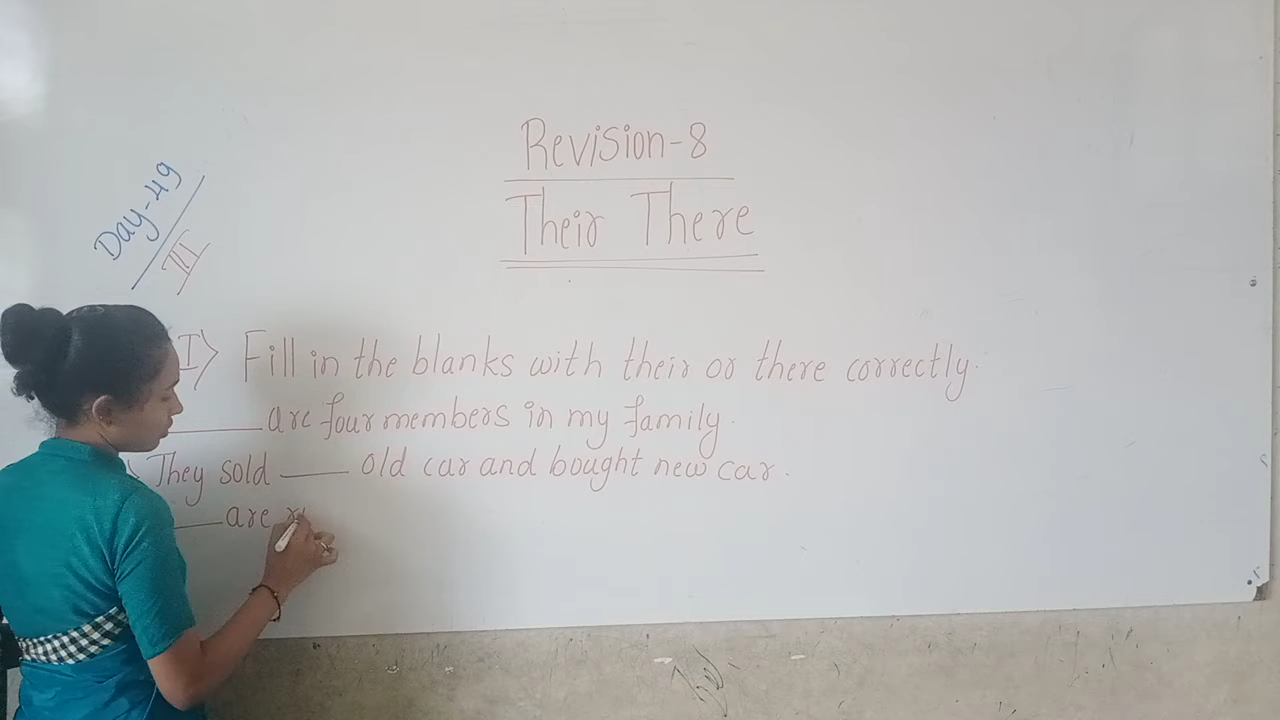 Revision-8
Their There
Day-49
III
I) Fill in the blanks with their or there correctly.
____ are four members in my family.
) They sold ____ old car and bought new car.
____ are